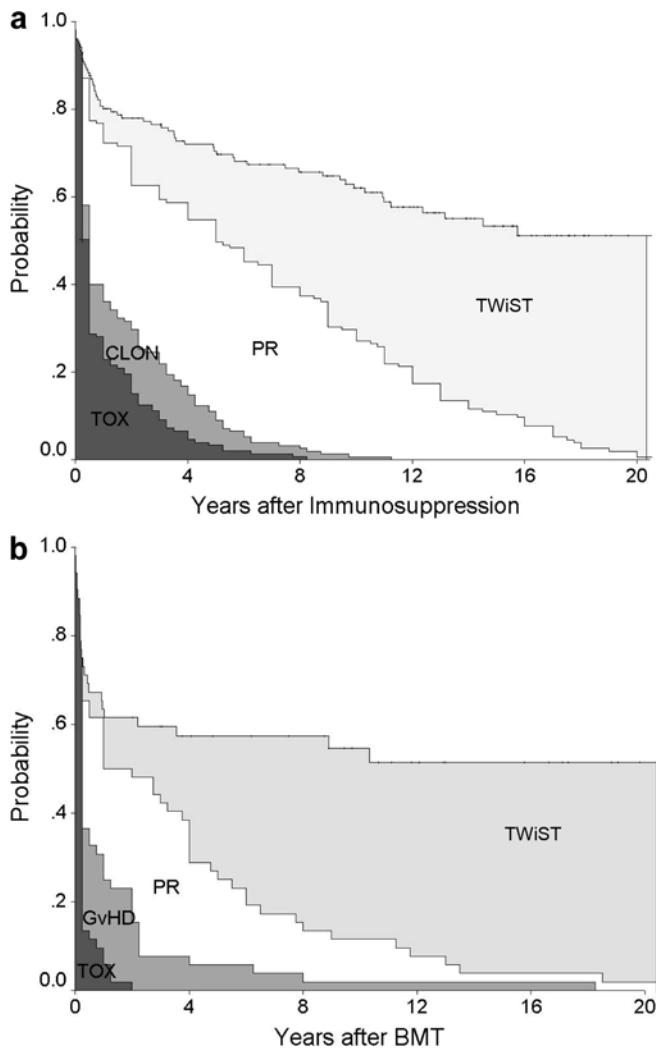 a
1.0
.8
.6
.4
.2
0.0
Probability
TWiST
PR
CLON
TOX
0 4 8 12 16 20
Years after Immunosuppression
b
1.0
.8
.6
.4
.2
0.0
Probability
TWiST
PR
GvHD
TOX
0 4 8 12 16 20
Years after BMT